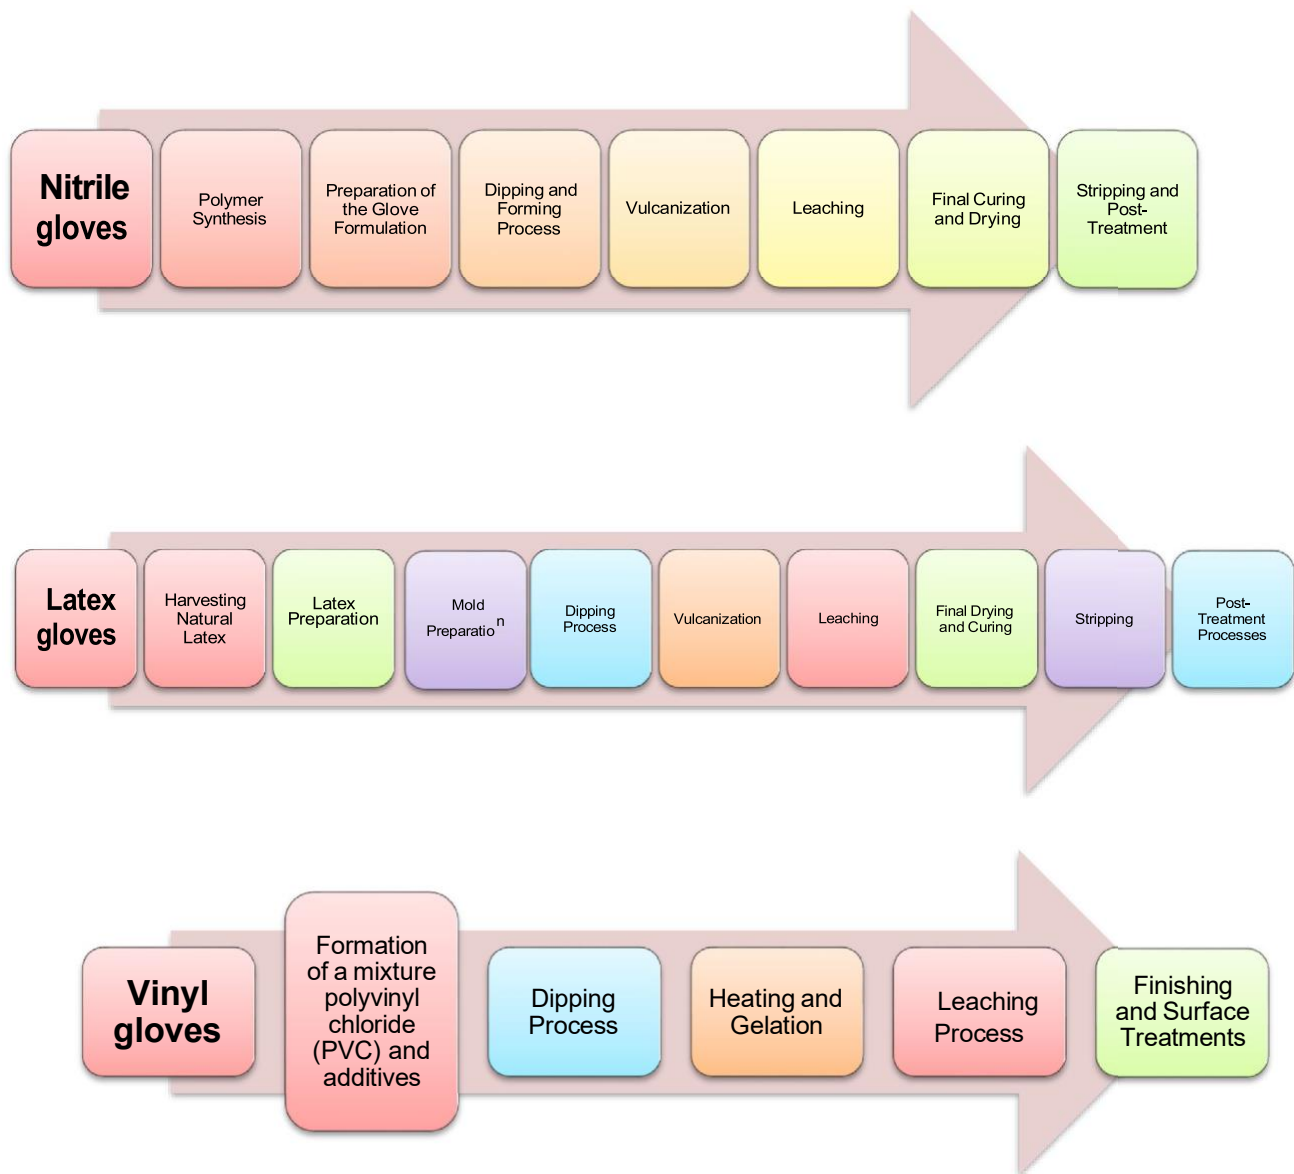 Nitrile
gloves
Polymer
Synthesis
Preparation of
the Glove
Formulation
Dipping and
Forming
Process
Vulcanization
Leaching
Final Curing
and Drying
Stripping and
Post-
Treatment
Latex
gloves
Harvesting
Natural
Latex
Latex
Preparation
Mold
Preparation
Dipping
Process
Vulcanization
Leaching
Final Drying
and Curing
Stripping
Post-
Treatment
Processes
Vinyl
gloves
Formation
of a mixture
polyvinyl
chloride
(PVC) and
additives
Dipping
Process
Heating and
Gelation
Leaching
Process
Finishing
and Surface
Treatments